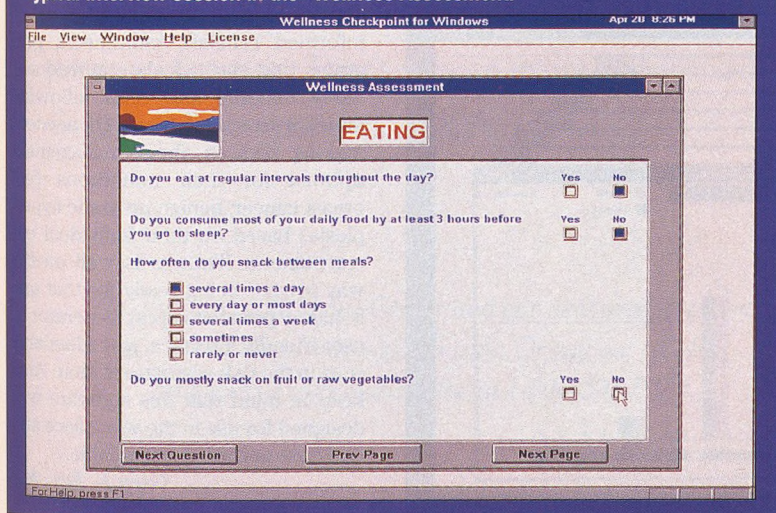 Wellness Checkpoint for Windows
Apr 20 8:26 PM
File View Window Help License
Wellness Assessment
EATING
Do you eat at regular intervals throughout the day?
Yes No
Do you consume most of your daily food by at least 3 hours before
you go to sleep?
Yes No
How often do you snack between meals?
several times a day
every day or most days
several times a week
sometimes
rarely or never
Do you mostly snack on fruit or raw vegetables?
Yes No
Next Question
Prev Page
Next Page
For Help, press F1